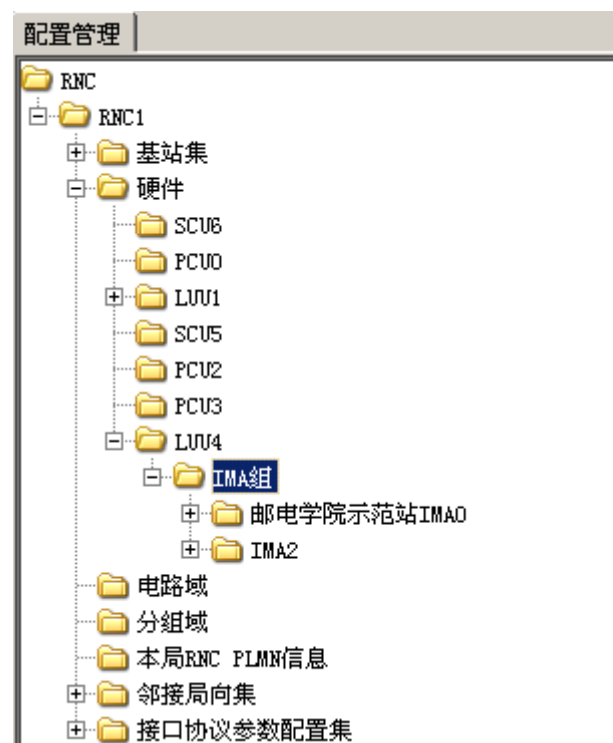 配置管理
RNC
RNC1
基站集
硬件
SCU6
PCU0
LUU1
SCU5
PCU2
PCU3
LUU4
IMA组
邮电学院示范站IMA0
IMA2
电路域
分组域
本局RNC PLMN信息
邻接局向集
接口协议参数配置集